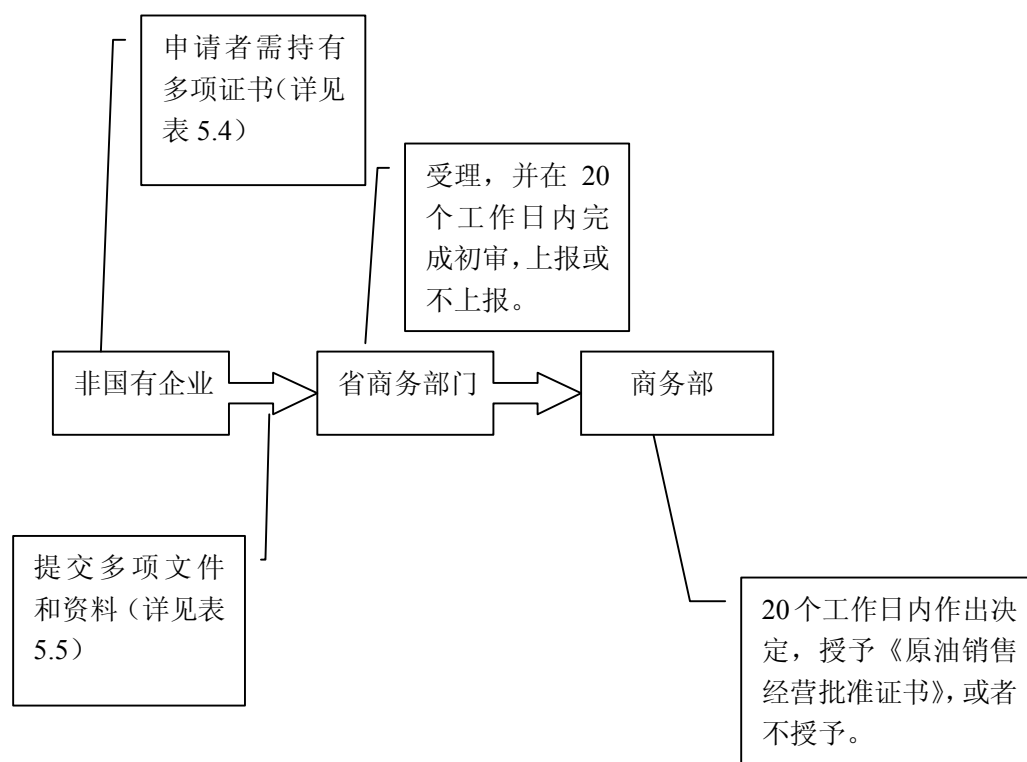 申请者需持有
多项证书（详见
表 5.4）
受理，并在 20
个工作日内完
成初审，上报或
不上报。
非国有企业
省商务部门
商务部
提交多项文件
和资料（详见表
5.5）
20 个工作日内作出决
定，授予《原油销售
经营批准证书》，或者
不授予。